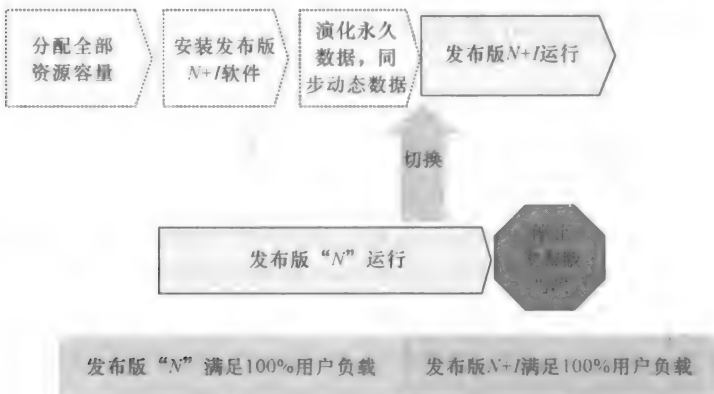 分配全部
资源容量
安装发布版
N+1软件
演化永久
数据，同
步动态数据
发布版N+1运行
切换
发布版“N”运行
发布版“N”满足100%用户负载
发布版N+1满足100%用户负载